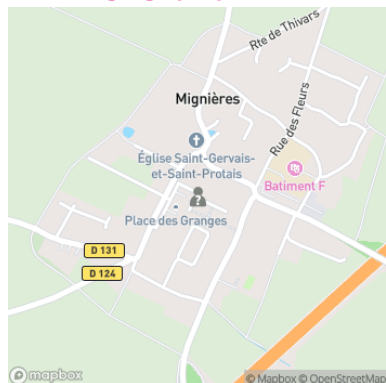 Rte de Thivars
Mignières
Rue des Fleurs
Église Saint-Gervais-
et-Saint-Protais
Batiment F
?
Place des Granges
D 131
D 124
mapbox
© Mapbox © OpenStreetMap